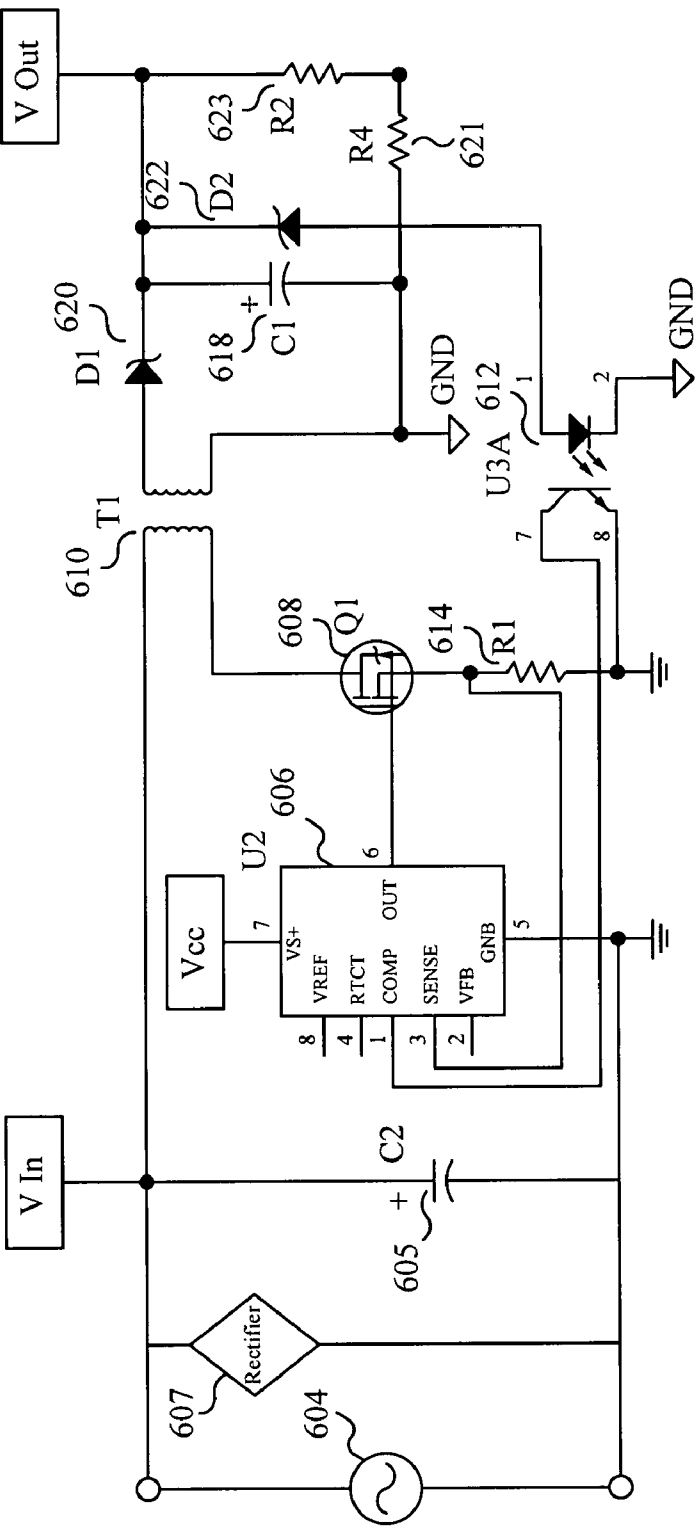 V In
V Out
607
Rectifier
604
605
+
C2
Vcc
U2
606
7
VS+
8
VREF
4
RTCT
1
COMP
3
SENSE
2
VFB
OUT
6
GNB
5
610
T1
608
Q1
614
R1
D1
620
618
+
C1
622
D2
623
R2
R4
621
GND
U3A
612
1
2
7
8
GND